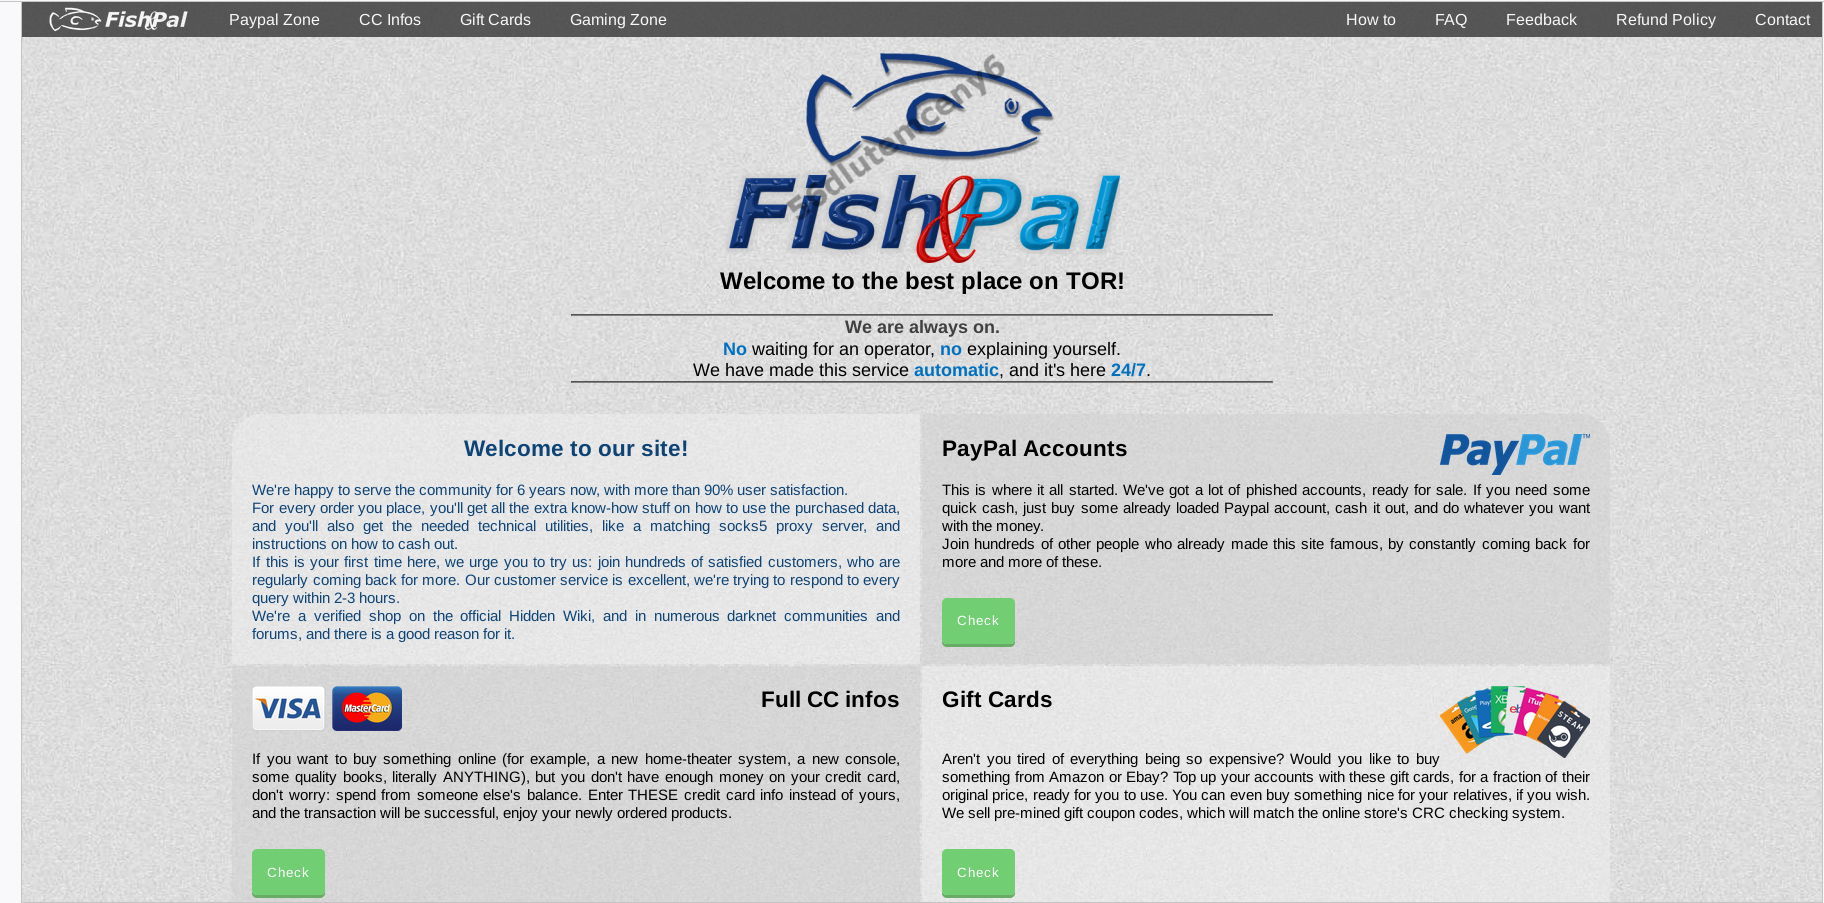 Fish&Pal Paypal Zone CC Infos Gift Cards Gaming Zone How to FAQ Feedback Refund Policy Contact
56dlutemceny6
Fish&Pal
Welcome to the best place on TOR!
We are always on.
No waiting for an operator, no explaining yourself.
We have made this service automatic, and it's here 24/7.
Welcome to our site!
We're happy to serve the community for 6 years now, with more than 90% user satisfaction.
For every order you place, you'll get all the extra know-how stuff on how to use the purchased data,
and you'll also get the needed technical utilities, like a matching socks5 proxy server, and
instructions on how to cash out.
If this is your first time here, we urge you to try us: join hundreds of satisfied customers, who are
regularly coming back for more. Our customer service is excellent, we're trying to respond to every
query within 2-3 hours.
We're a verified shop on the official Hidden Wiki, and in numerous darknet communities and
forums, and there is a good reason for it.
PayPal Accounts
PayPal™
This is where it all started. We've got a lot of phished accounts, ready for sale. If you need some
quick cash, just buy some already loaded Paypal account, cash it out, and do whatever you want
with the money.
Join hundreds of other people who already made this site famous, by constantly coming back for
more and more of these.
Check
VISA MasterCard
Full CC infos
If you want to buy something online (for example, a new home-theater system, a new console,
some quality books, literally ANYTHING), but you don't have enough money on your credit card,
don't worry: spend from someone else's balance. Enter THESE credit card info instead of yours,
and the transaction will be successful, enjoy your newly ordered products.
Check
Gift Cards
STEAM
Aren't you tired of everything being so expensive? Would you like to buy
something from Amazon or Ebay? Top up your accounts with these gift cards, for a fraction of their
original price, ready for you to use. You can even buy something nice for your relatives, if you wish.
We sell pre-mined gift coupon codes, which will match the online store's CRC checking system.
Check